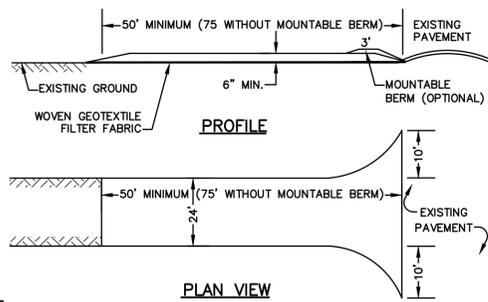 50' MINIMUM (75 WITHOUT MOUNTABLE BERM)
EXISTING
PAVEMENT
3'
EXISTING GROUND
6" MIN.
MOUNTABLE
BERM (OPTIONAL)
WOVEN GEOTEXTILE
FILTER FABRIC
PROFILE
10'
50' MINIMUM (75' WITHOUT MOUNTABLE BERM)
24'
EXISTING
PAVEMENT
10'
PLAN VIEW